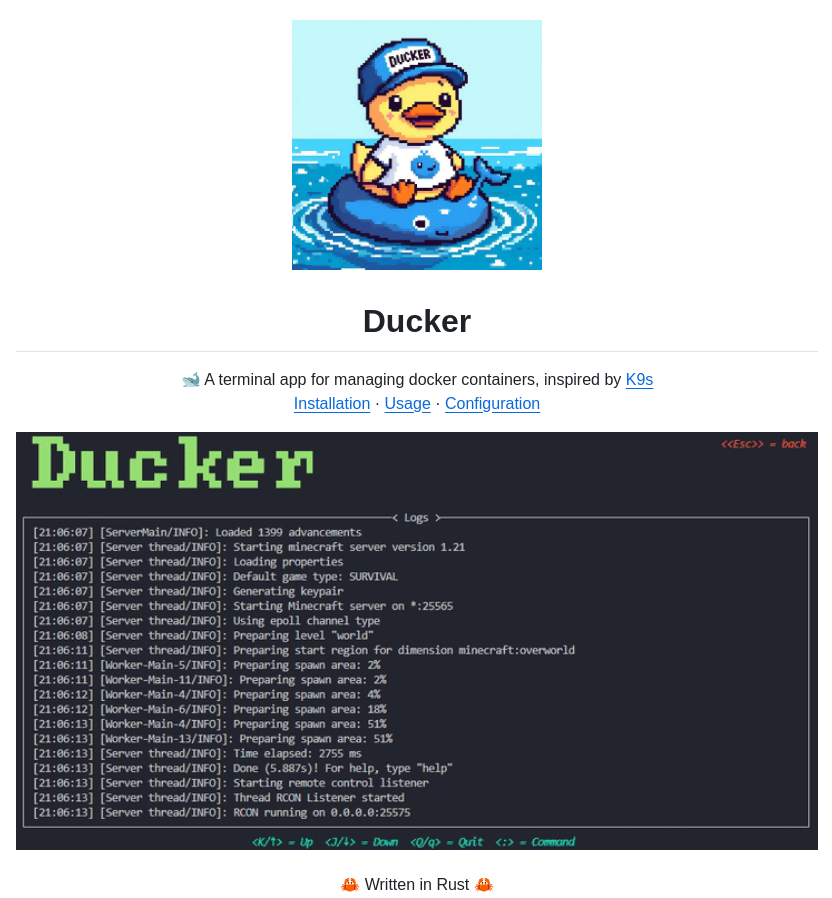 DUCKER
Ducker
🐋 A terminal app for managing docker containers, inspired by K9s
Installation · Usage · Configuration
Ducker
<<Esc>> = back
< Logs >
[21:06:07] [ServerMain/INFO]: Loaded 1399 advancements
[21:06:07] [Server thread/INFO]: Starting minecraft server version 1.21
[21:06:07] [Server thread/INFO]: Loading properties
[21:06:07] [Server thread/INFO]: Default game type: SURVIVAL
[21:06:07] [Server thread/INFO]: Generating keypair
[21:06:07] [Server thread/INFO]: Starting Minecraft server on *:25565
[21:06:07] [Server thread/INFO]: Using epoll channel type
[21:06:08] [Server thread/INFO]: Preparing level "world"
[21:06:11] [Server thread/INFO]: Preparing start region for dimension minecraft:overworld
[21:06:11] [Worker-Main-5/INFO]: Preparing spawn area: 2%
[21:06:11] [Worker-Main-11/INFO]: Preparing spawn area: 2%
[21:06:12] [Worker-Main-4/INFO]: Preparing spawn area: 4%
[21:06:12] [Worker-Main-6/INFO]: Preparing spawn area: 18%
[21:06:13] [Worker-Main-4/INFO]: Preparing spawn area: 51%
[21:06:13] [Worker-Main-13/INFO]: Preparing spawn area: 51%
[21:06:13] [Server thread/INFO]: Time elapsed: 2755 ms
[21:06:13] [Server thread/INFO]: Done (5.887s)! For help, type "help"
[21:06:13] [Server thread/INFO]: Starting remote control listener
[21:06:13] [Server thread/INFO]: Thread RCON Listener started
[21:06:13] [Server thread/INFO]: RCON running on 0.0.0.0:25575
<K/↑> = Up <J/↓> = Down <Q/q> = Quit <:> = Command
🦀 Written in Rust 🦀